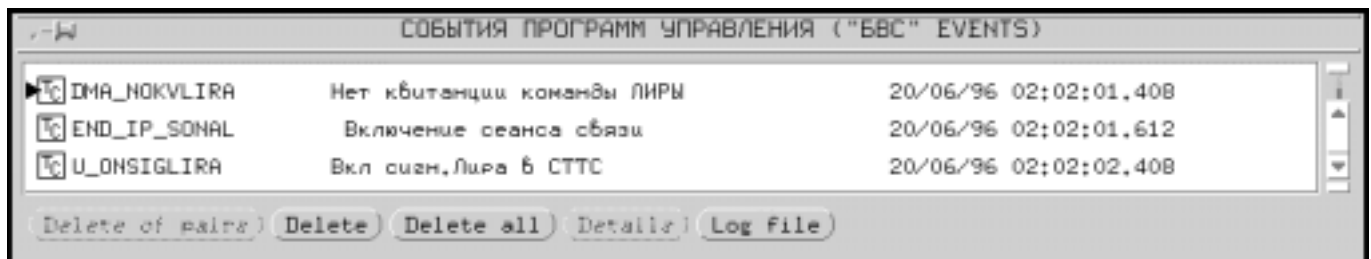 СОБЫТИЯ ПРОГРАММ УПРАВЛЕНИЯ ("БВС" EVENTS)
TC DMA_NOKVLIRA Нет квитанции команды ЛИРЫ 20/06/96 02:02:01.408
TC END_IP_SONAL Включение сеанса связи 20/06/96 02:02:01.612
TC U_ONSIGLIRA Вкл сигн.Лира в СТТС 20/06/96 02:02:02.408
Delete of pairs Delete Delete all Details Log file